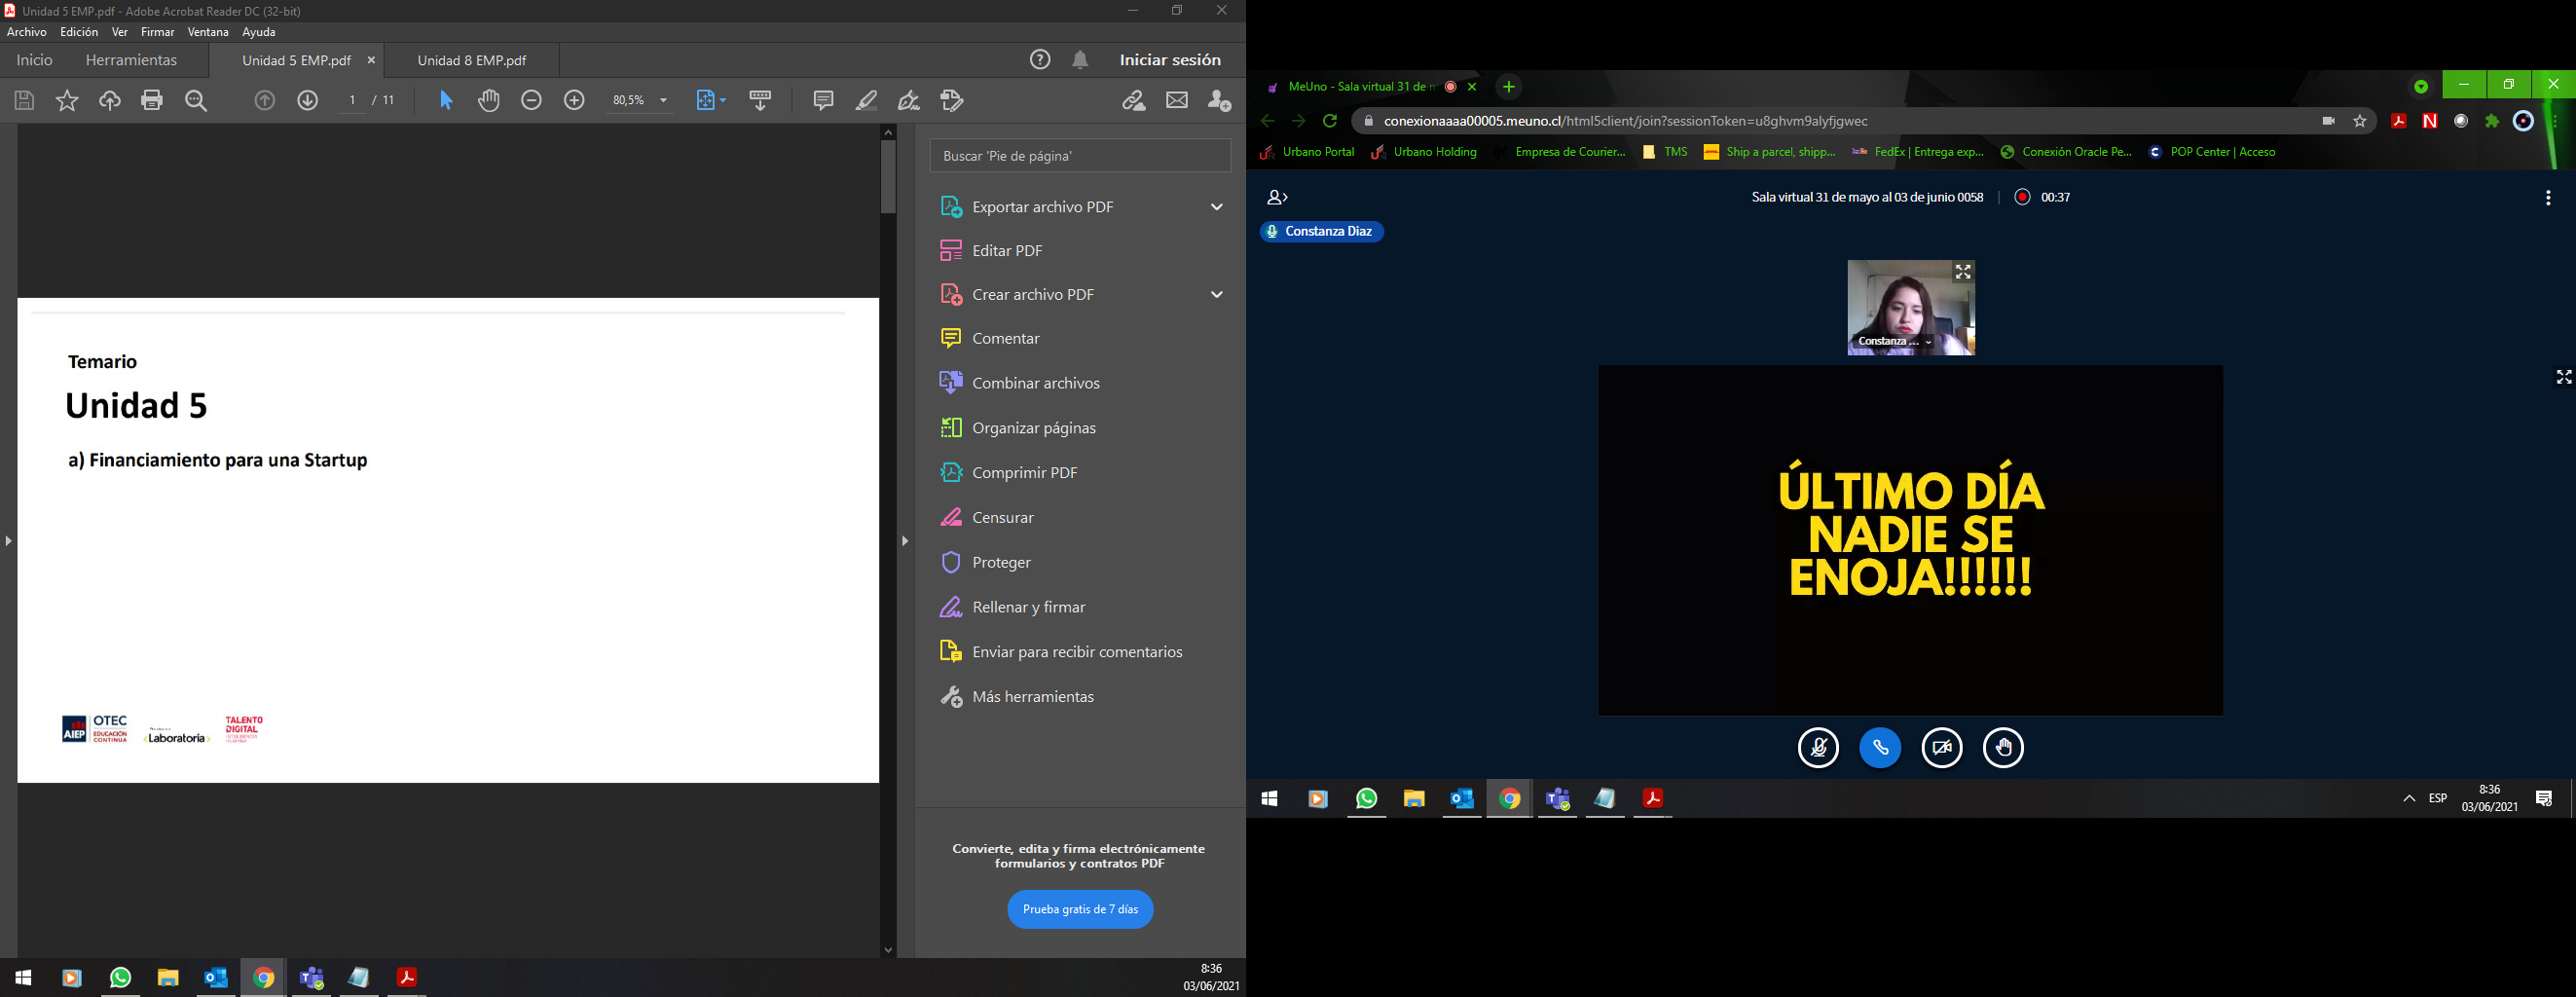 Unidad 5 EMP.pdf - Adobe Acrobat Reader DC (32-bit)
Archivo Edición Ver Firmar Ventana Ayuda
Inicio Herramientas Unidad 5 EMP.pdf × Unidad 8 EMP.pdf Iniciar sesión
1 / 11 80,5%
Temario
Unidad 5
a) Financiamiento para una Startup
AIEP OTEC EDUCACIÓN CONTINUA
Laboratoria
TALENTO
DIGITAL
Buscar 'Pie de página'
Exportar archivo PDF
Editar PDF
Crear archivo PDF
Comentar
Combinar archivos
Organizar páginas
Comprimir PDF
Censurar
Proteger
Rellenar y firmar
Enviar para recibir comentarios
Más herramientas
Convierte, edita y firma electrónicamente
formularios y contratos PDF
Prueba gratis de 7 días
8:36
03/06/2021
MeUno - Sala virtual 31 de
conexionaaaa00005.meuno.cl/html5client/join?sessionToken=u8ghvm9alyfjgwec
Urbano Portal Urbano Holding Empresa de Courier... TMS Ship a parcel, shipp... FedEx | Entrega exp... Conexión Oracle Pe... POP Center | Acceso
Sala virtual 31 de mayo al 03 de junio 0058 | 00:37
Constanza Diaz
Constanza ...
ÚLTIMO DÍA
NADIE SE
ENOJA!!!!!!
ESP
8:36
03/06/2021